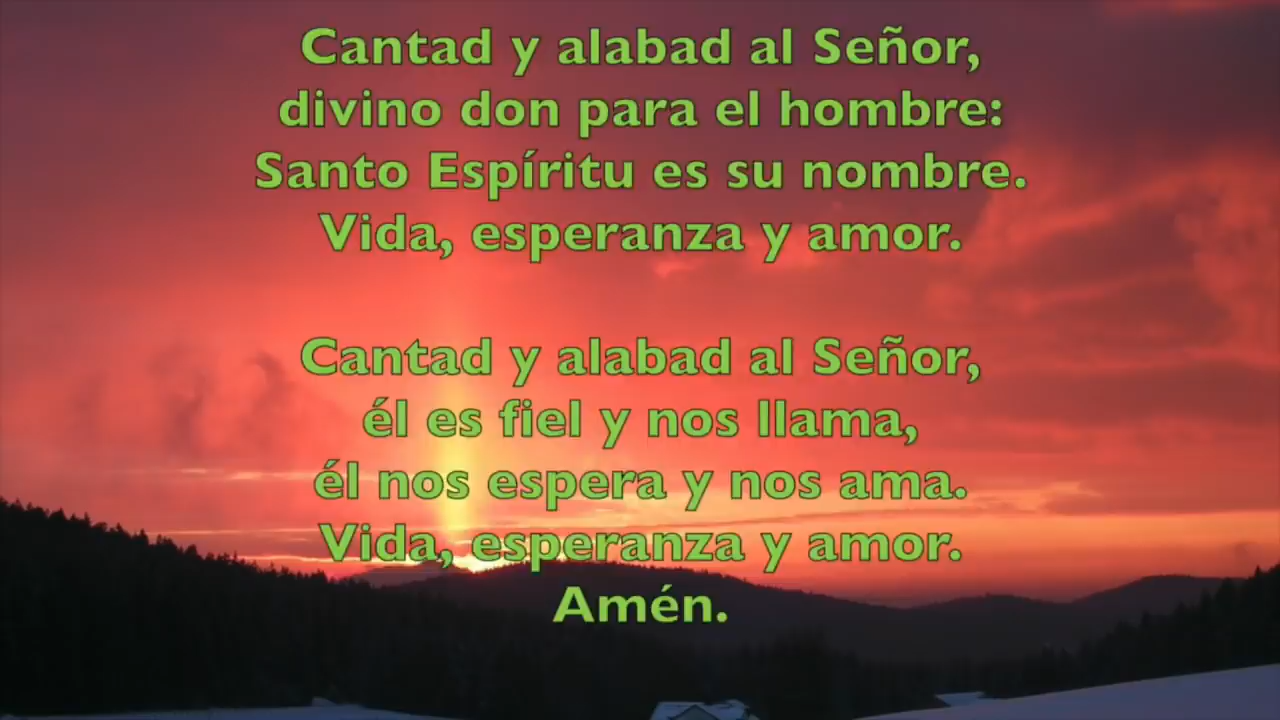 Cantad y alabad al Señor,
divino don para el hombre:
Santo Espíritu es su nombre.
Vida, esperanza y amor.
Cantad y alabad al Señor,
él es fiel y nos llama,
él nos espera y nos ama.
Vida, esperanza y amor.
Amén.